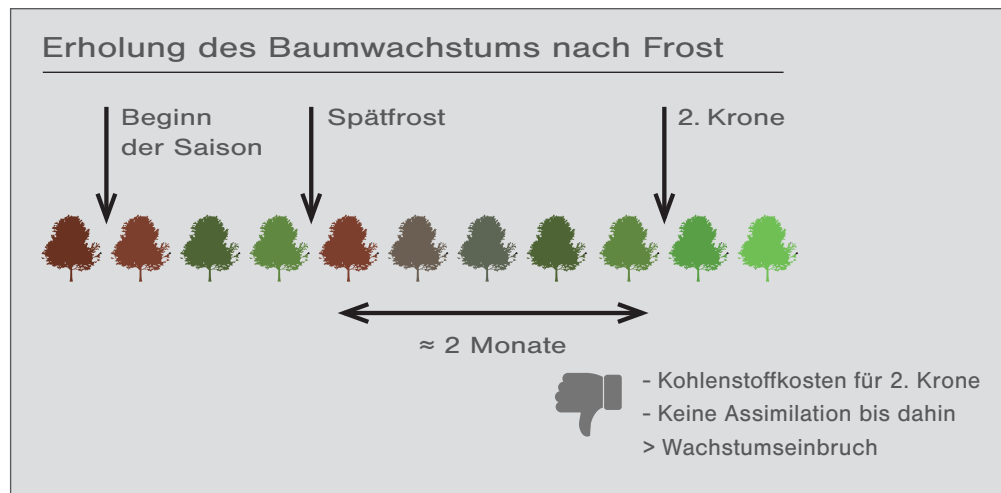 Erholung des Baumwachstums nach Frost
Beginn
der Saison
Spätfrost
2. Krone
≈ 2 Monate
- Kohlenstoffkosten für 2. Krone
- Keine Assimilation bis dahin
> Wachstumseinbruch